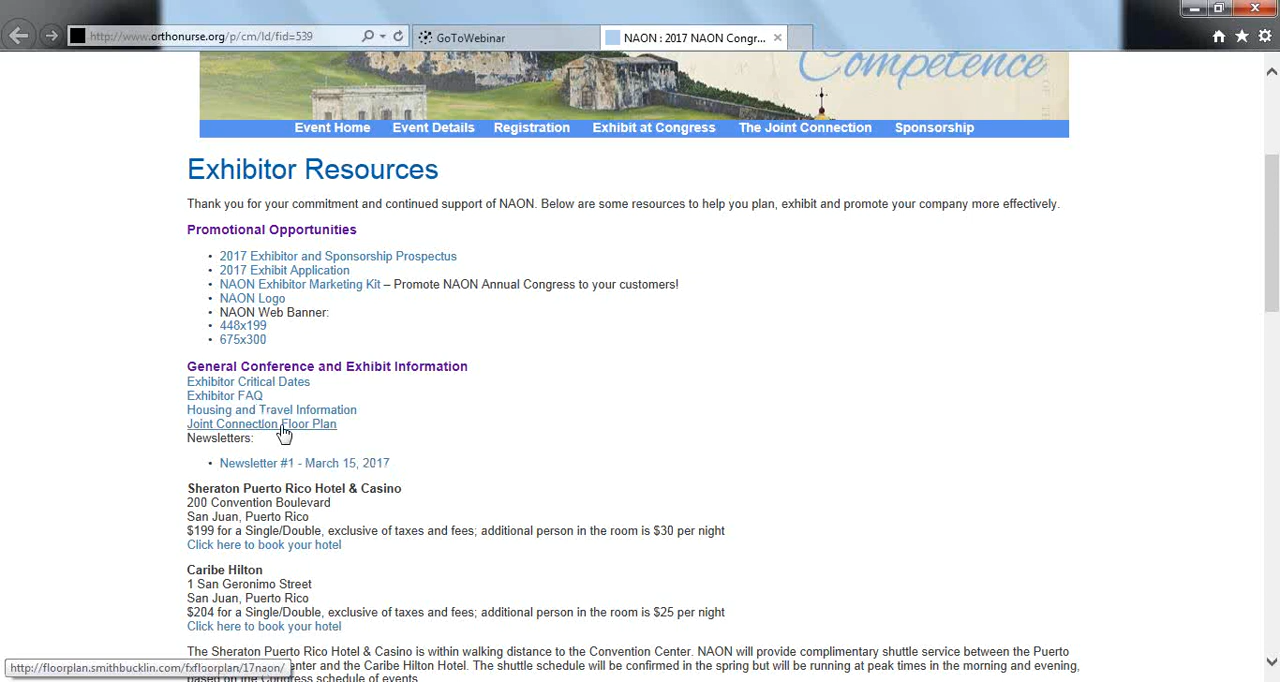 http://www.orthonurse.org/p/cm/ld/fid=539
GoToWebinar
NAON : 2017 NAON Congr...
Competence
Event Home Event Details Registration Exhibit at Congress The Joint Connection Sponsorship
Exhibitor Resources
Thank you for your commitment and continued support of NAON. Below are some resources to help you plan, exhibit and promote your company more effectively.
Promotional Opportunities
• 2017 Exhibitor and Sponsorship Prospectus
• 2017 Exhibit Application
• NAON Exhibitor Marketing Kit – Promote NAON Annual Congress to your customers!
• NAON Logo
• NAON Web Banner:
• 448x199
• 675x300
General Conference and Exhibit Information
Exhibitor Critical Dates
Exhibitor FAQ
Housing and Travel Information
Joint Connection Floor Plan
Newsletters:
• Newsletter #1 - March 15, 2017
Sheraton Puerto Rico Hotel & Casino
200 Convention Boulevard
San Juan, Puerto Rico
$199 for a Single/Double, exclusive of taxes and fees; additional person in the room is $30 per night
Click here to book your hotel
Caribe Hilton
1 San Geronimo Street
San Juan, Puerto Rico
$204 for a Single/Double, exclusive of taxes and fees; additional person in the room is $25 per night
Click here to book your hotel
The Sheraton Puerto Rico Hotel & Casino is within walking distance to the Convention Center. NAON will provide complimentary shuttle service between the Puerto
http://floorplan.smithbucklin.com/fxfloorplan/17naon/
enter and the Caribe Hilton Hotel. The shuttle schedule will be confirmed in the spring but will be running at peak times in the morning and evening,
based on the Congress schedule of events